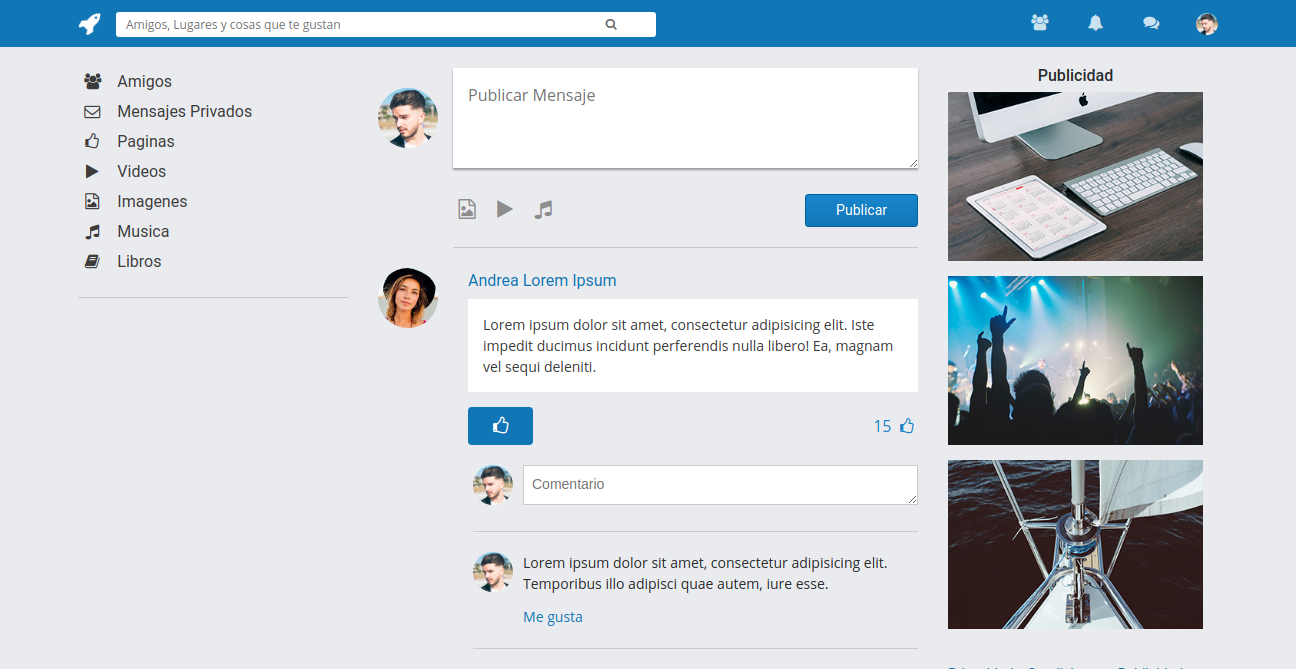 Amigos, Lugares y cosas que te gustan
Amigos
Mensajes Privados
Paginas
Videos
Imagenes
Musica
Libros
Publicar Mensaje
Publicar
Andrea Lorem Ipsum
Lorem ipsum dolor sit amet, consectetur adipisicing elit. Iste
impedit ducimus incidunt perferendis nulla libero! Ea, magnam
vel sequi deleniti.
15
Comentario
Lorem ipsum dolor sit amet, consectetur adipisicing elit.
Temporibus illo adipisci quae autem, iure esse.
Me gusta
Publicidad